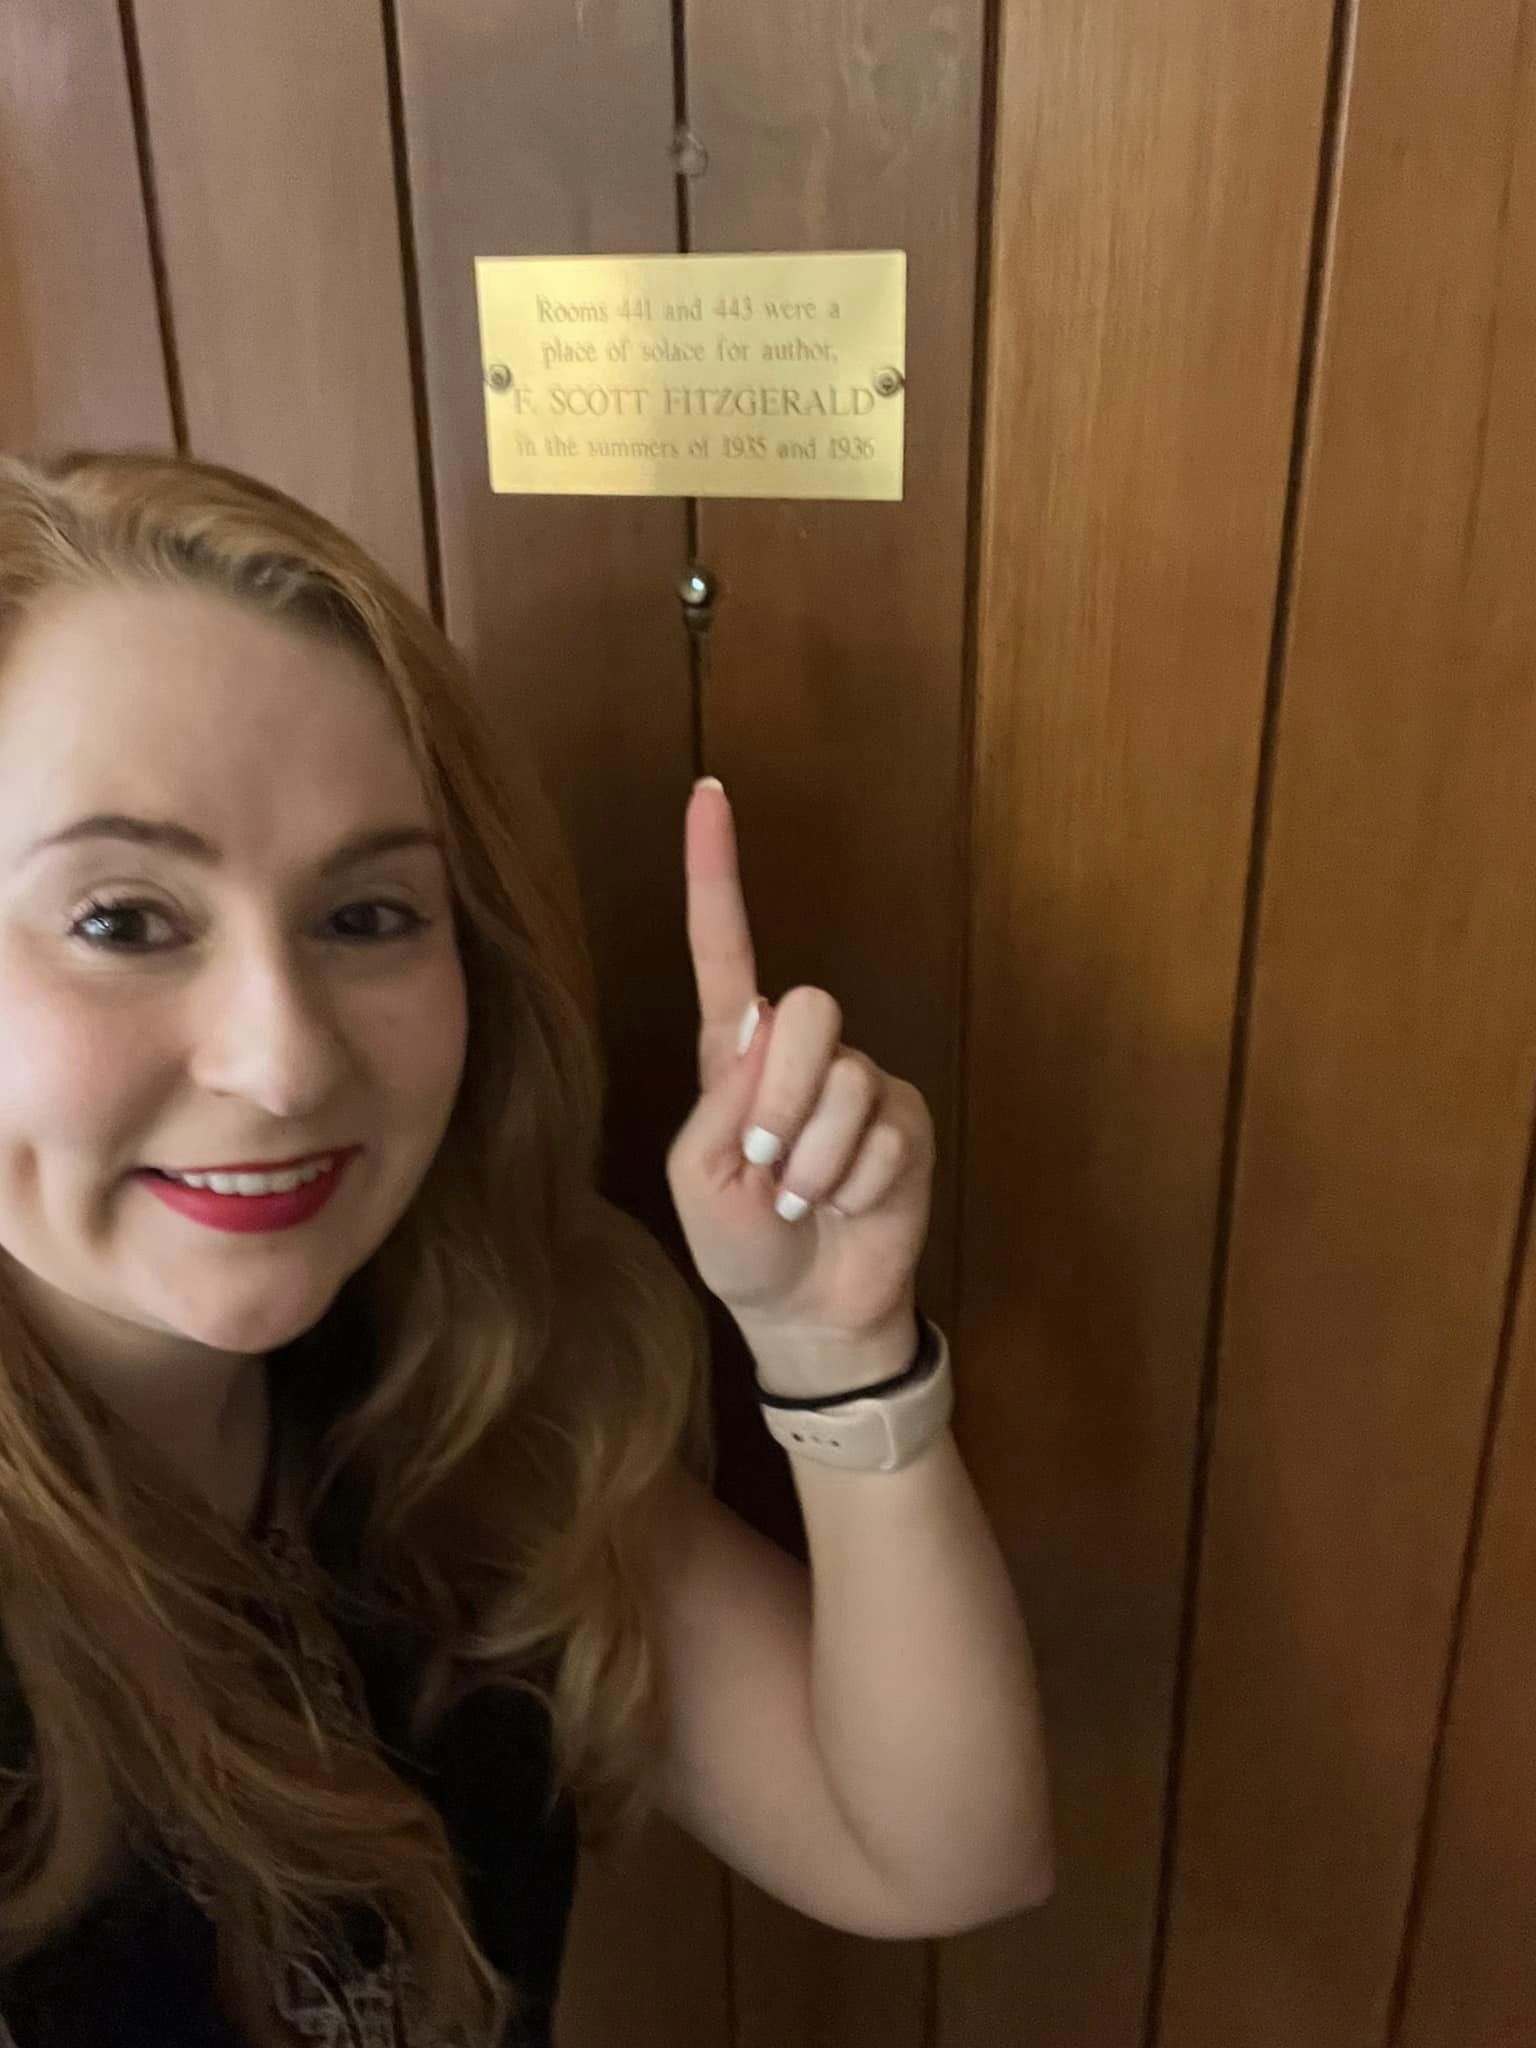 Rooms 441 and 443 were a
place of solace for author,
F. SCOTT FITZGERALD
in the summers of 1935 and 1936